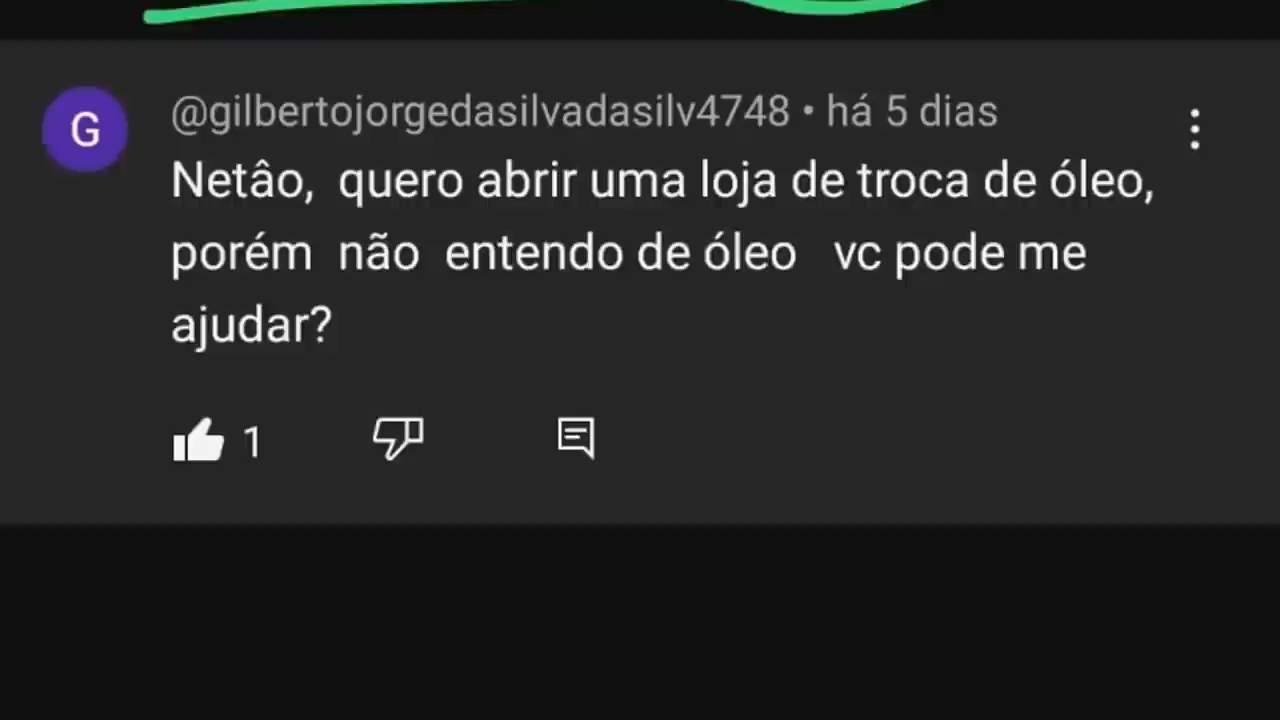 G
@gilbertojorgedasilvadasilv4748 • há 5 dias
Netâo, quero abrir uma loja de troca de óleo,
porém não entendo de óleo vc pode me
ajudar?
1